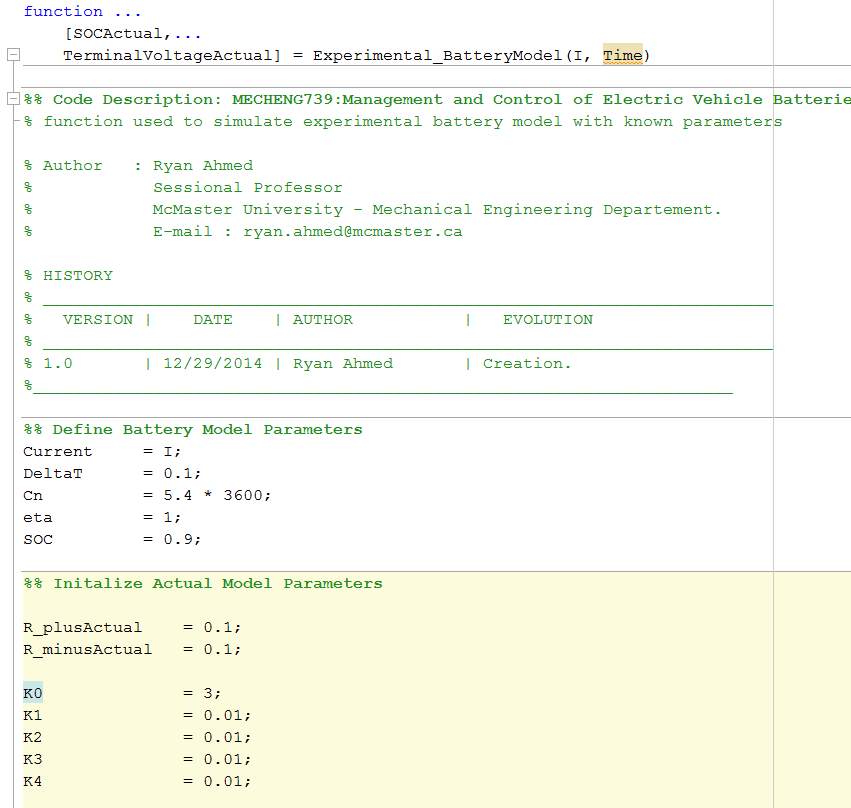 function ...
[SOCActual,...
TerminalVoltageActual] = Experimental_BatteryModel(I, Time)
%% Code Description: MECHENG739:Management and Control of Electric Vehicle Batterie
% function used to simulate experimental battery model with known parameters
% Author   : Ryan Ahmed
%            Sessional Professor
%            McMaster University - Mechanical Engineering Departement.
%            E-mail : ryan.ahmed@mcmaster.ca
% HISTORY
% _________________________________________________________________________
%   VERSION |    DATE    | AUTHOR           |   EVOLUTION
% _________________________________________________________________________
% 1.0       | 12/29/2014 | Ryan Ahmed       | Creation.
%______________________________________________________________________
%% Define Battery Model Parameters
Current     = I;
DeltaT      = 0.1;
Cn          = 5.4 * 3600;
eta         = 1;
SOC         = 0.9;
%% Initalize Actual Model Parameters
R_plusActual    = 0.1;
R_minusActual   = 0.1;
K0              = 3;
K1              = 0.01;
K2              = 0.01;
K3              = 0.01;
K4              = 0.01;